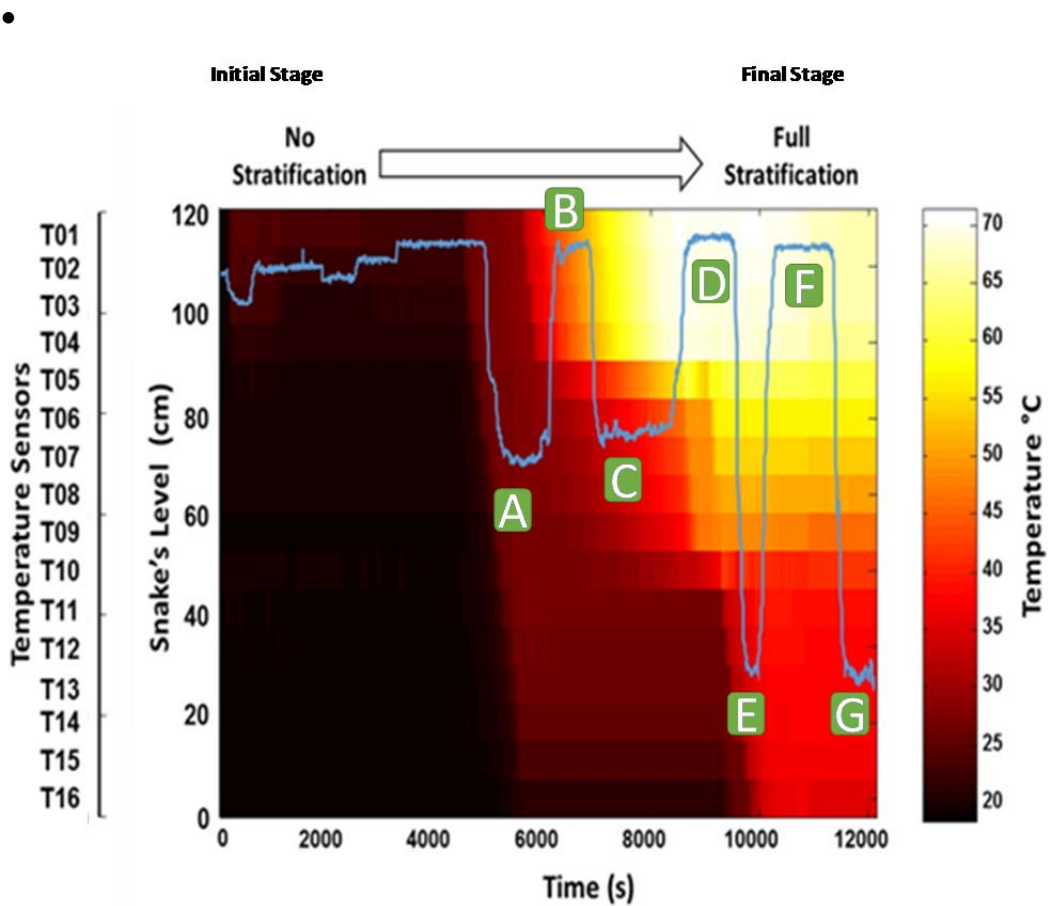 Initial Stage
Final Stage
No
Stratification
Full
Stratification
B
D
F
A
C
E
G
Temperature Sensors
T01
T02
T03
T04
T05
T06
T07
T08
T09
T10
T11
T12
T13
T14
T15
T16
Snake's Level (cm)
120
100
80
60
40
20
0
0
2000
4000
6000
8000
10000
12000
Time (s)
70
65
60
55
50
45
40
35
30
25
20
Temperature °C